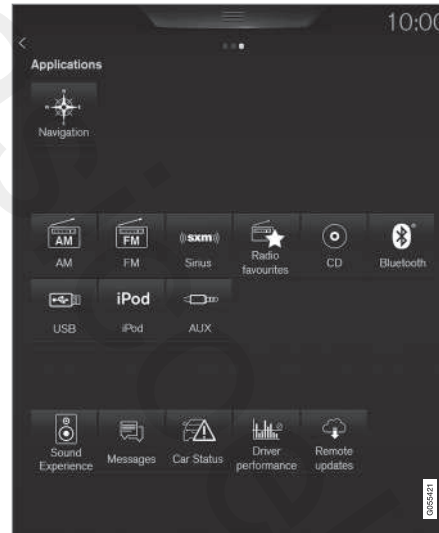 10:00
Applications
Navigation
AM
FM
sxm
AM
FM
Sirius
Radio
favourites
CD
Bluetooth
iPod
USB
iPod
AUX
Sound
Experience
Messages
Car Status
Driver
performance
Remote
updates
G055421